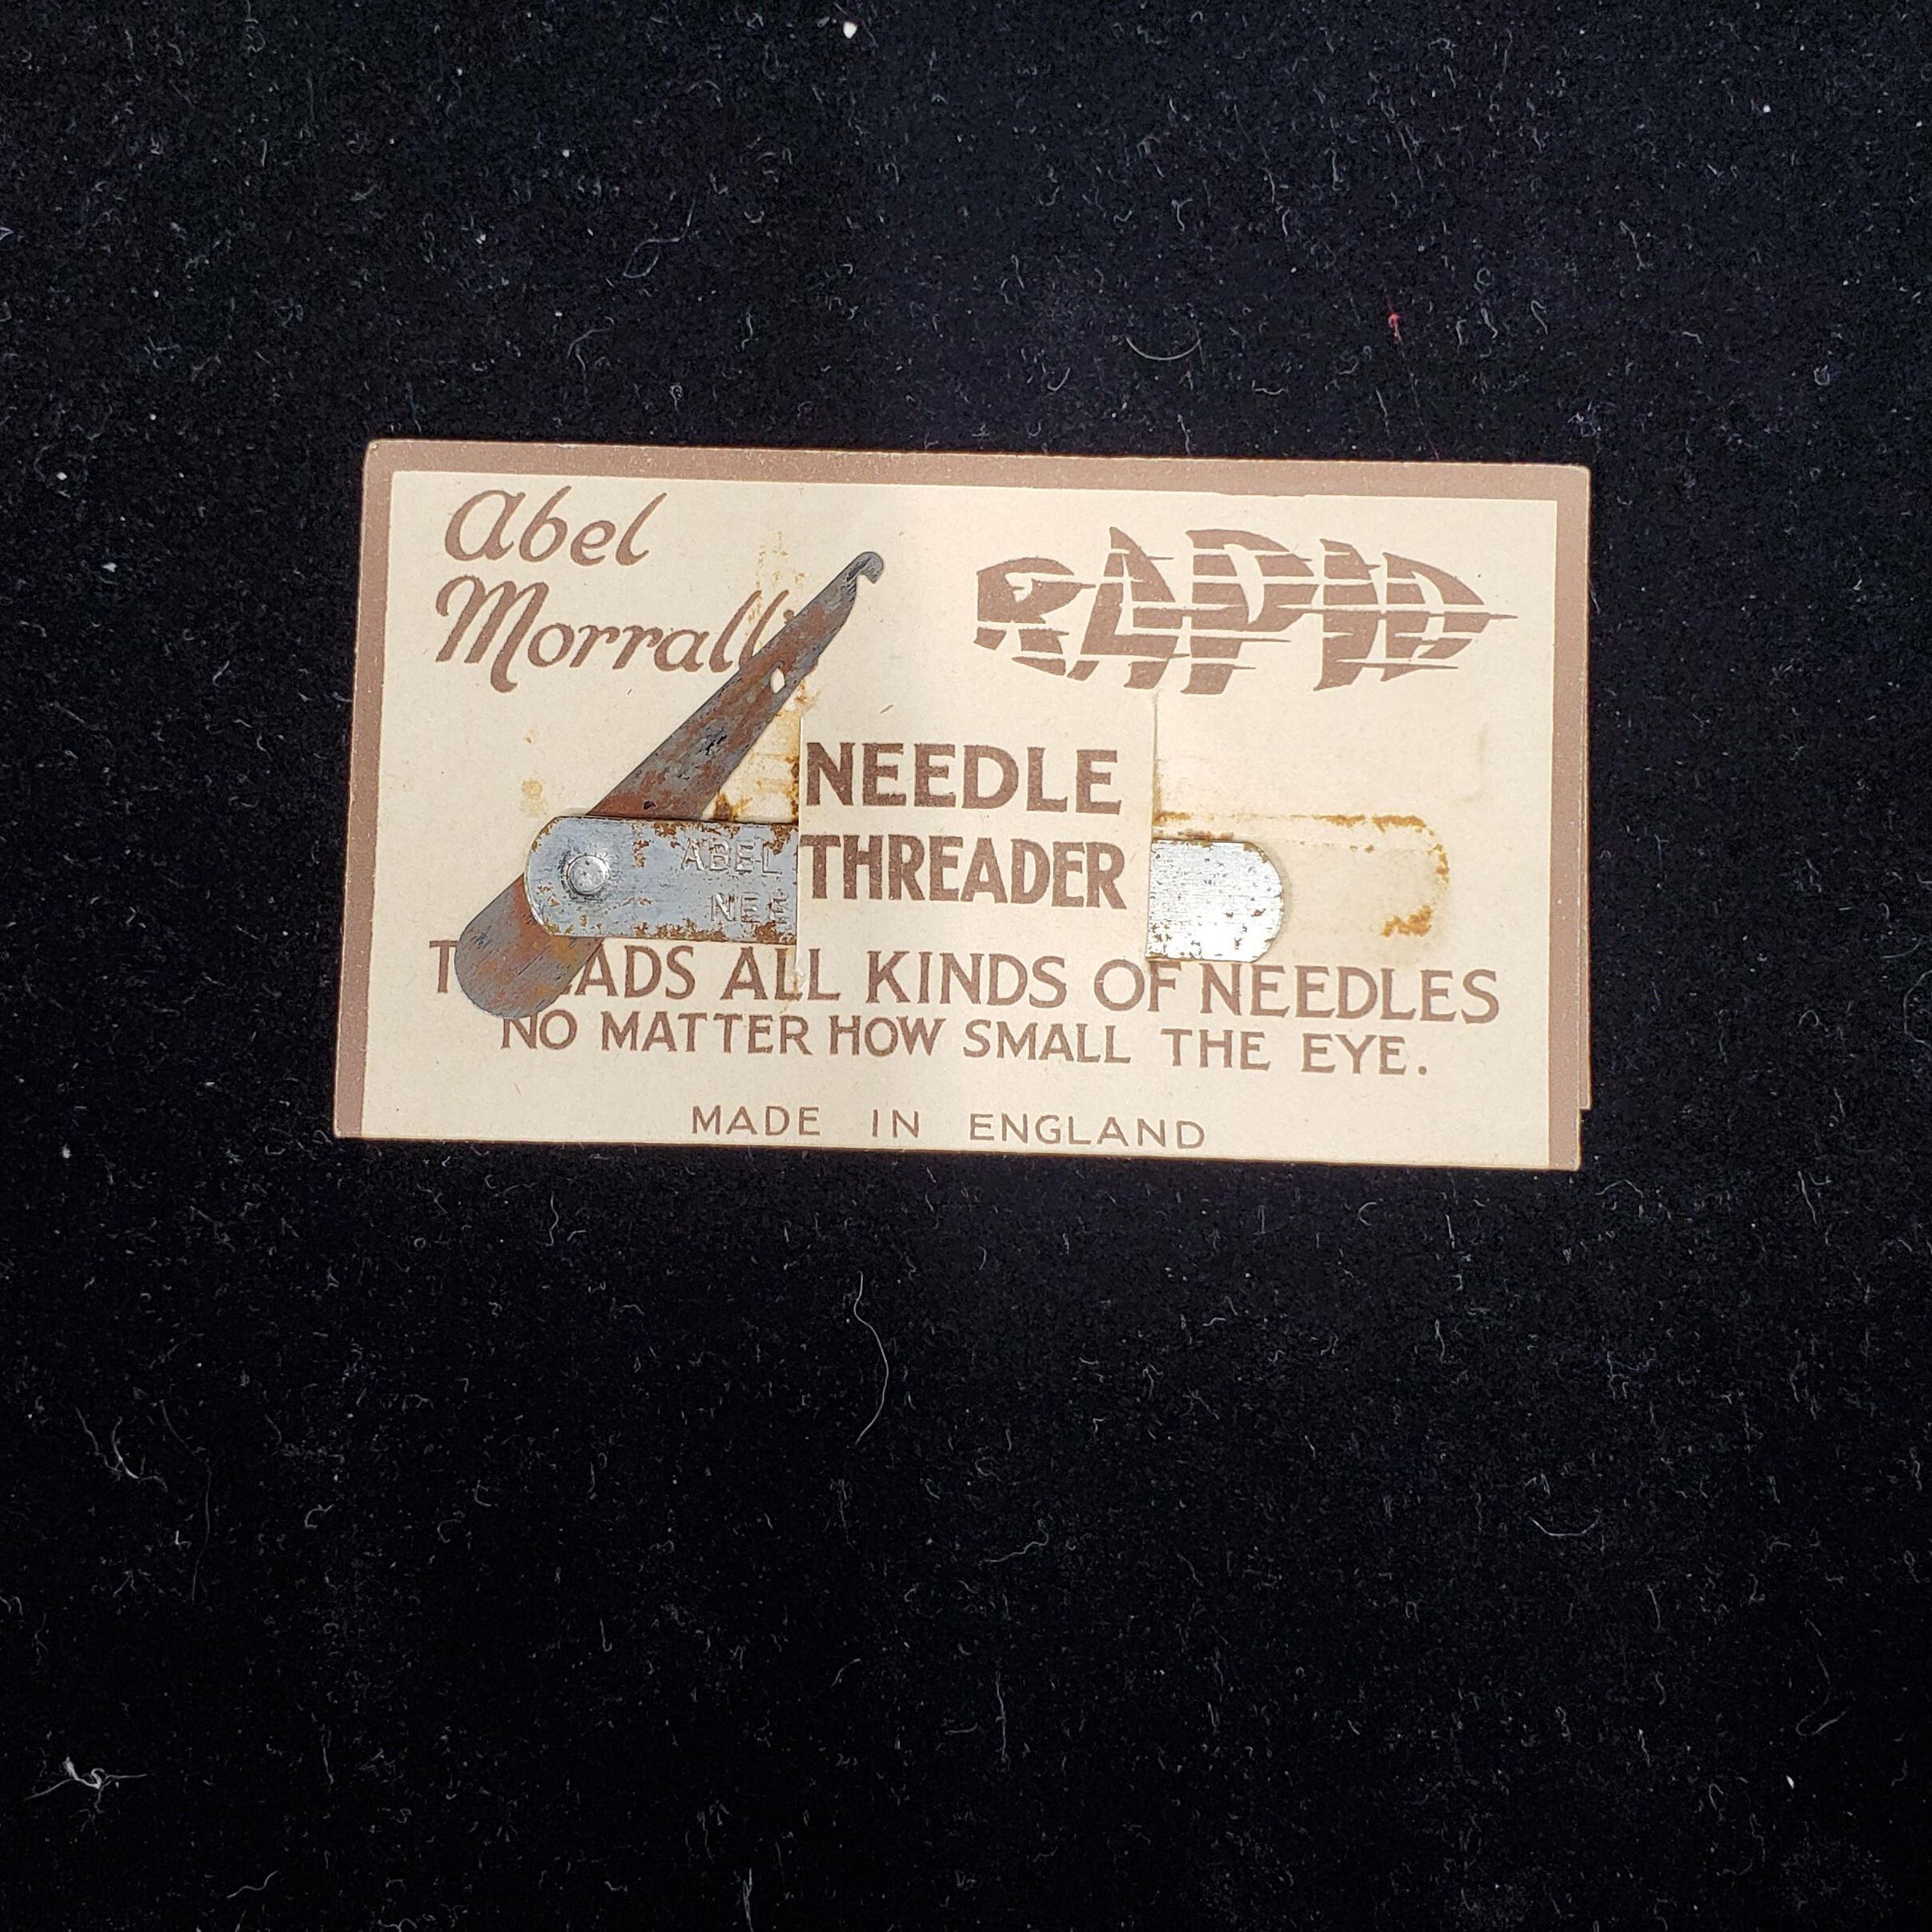 Abel
Morrall's
RAPID
NEEDLE
THREADER
ABEL
ADS ALL KINDS OF NEEDLES
NO MATTER HOW SMALL THE EYE.
MADE IN ENGLAND